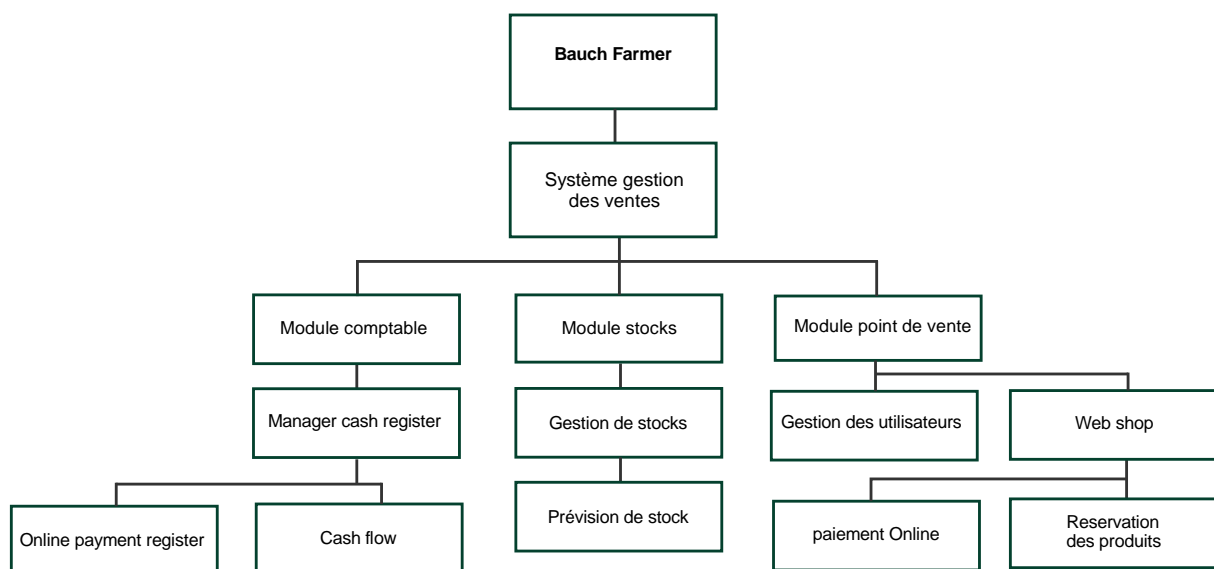 Bauch Farmer
Système gestion
des ventes
Module comptable
Module stocks
Module point de vente
Manager cash register
Gestion de stocks
Gestion des utilisateurs
Web shop
Online payment register
Cash flow
Prévision de stock
paiement Online
Reservation
des produits